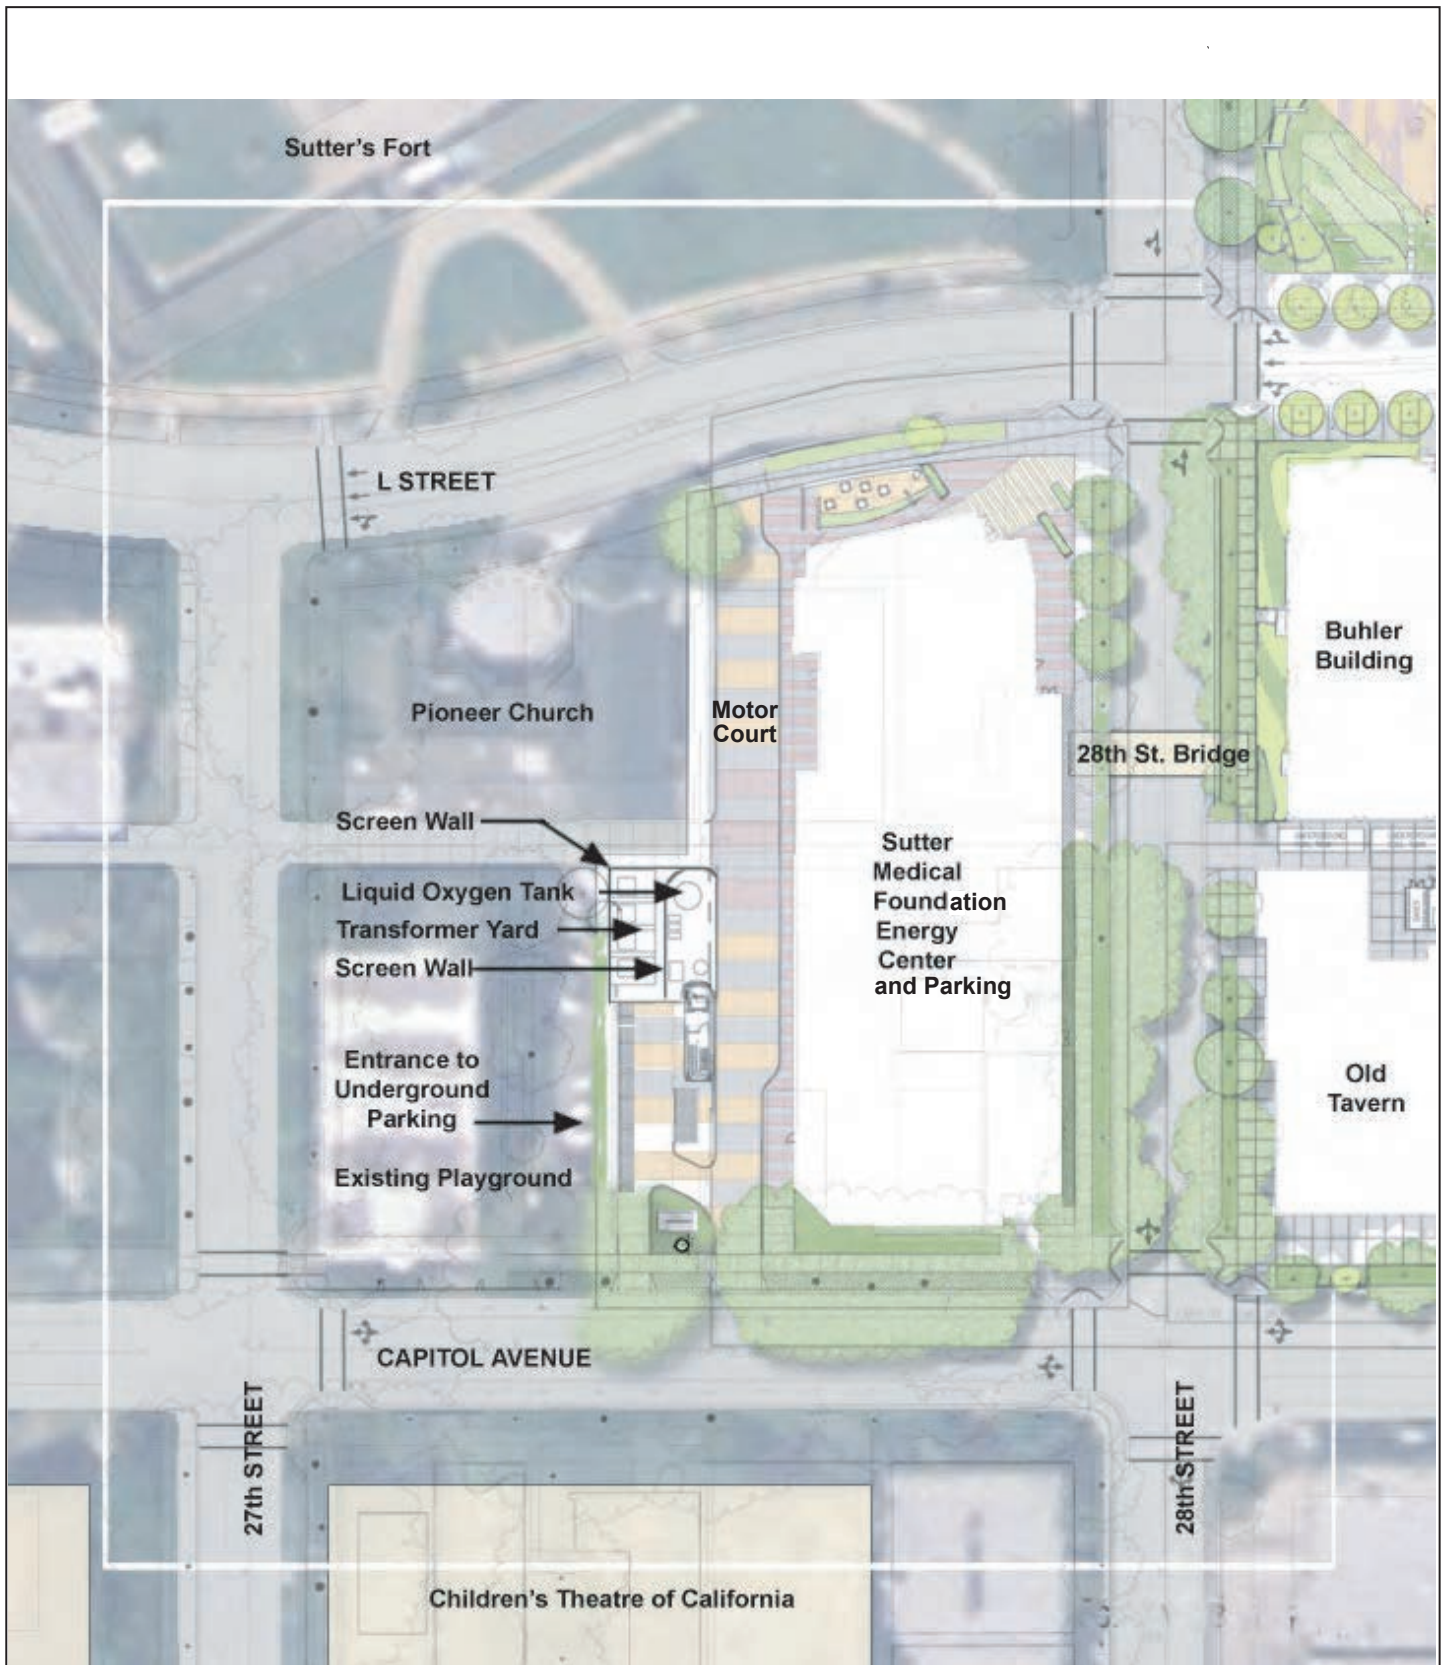 Sutter's Fort
L STREET
Pioneer Church
Motor
Court
Buhler
Building
28th St. Bridge
Screen Wall
Liquid Oxygen Tank
Transformer Yard
Screen Wall
Sutter
Medical
Foundation
Energy
Center
and Parking
Entrance to
Underground
Parking
Existing Playground
Old
Tavern
CAPITOL AVENUE
27th STREET
28th STREET
Children's Theatre of California